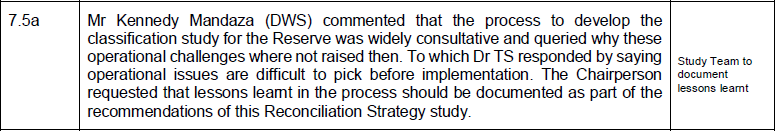 7.5a
Mr Kennedy Mandaza (DWS) commented that the process to develop the
classification study for the Reserve was widely consultative and queried why these
operational challenges where not raised then. To which Dr TS responded by saying
operational issues are difficult to pick before implementation. The Chairperson
requested that lessons learnt in the process should be documented as part of the
recommendations of this Reconciliation Strategy study.
Study Team to
document
lessons learnt